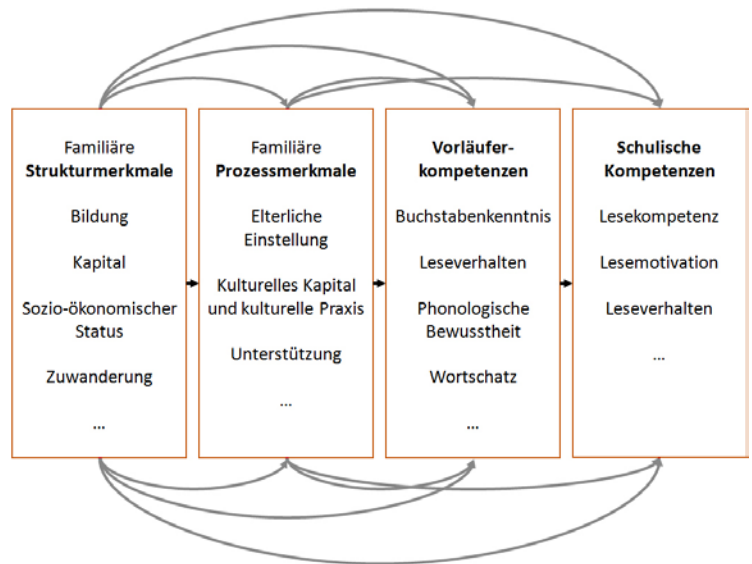 Familiäre
Strukturmerkmale
Bildung
Kapital
Sozio-ökonomischer
Status
Zuwanderung
...
Familiäre
Prozessmerkmale
Elterliche
Einstellung
Kulturelles Kapital
und kulturelle Praxis
Unterstützung
...
Vorläufer-
kompetenzen
Buchstabenkenntnis
Leseverhalten
Phonologische
Bewusstheit
Wortschatz
...
Schulische
Kompetenzen
Lesekompetenz
Lesemotivation
Leseverhalten
...